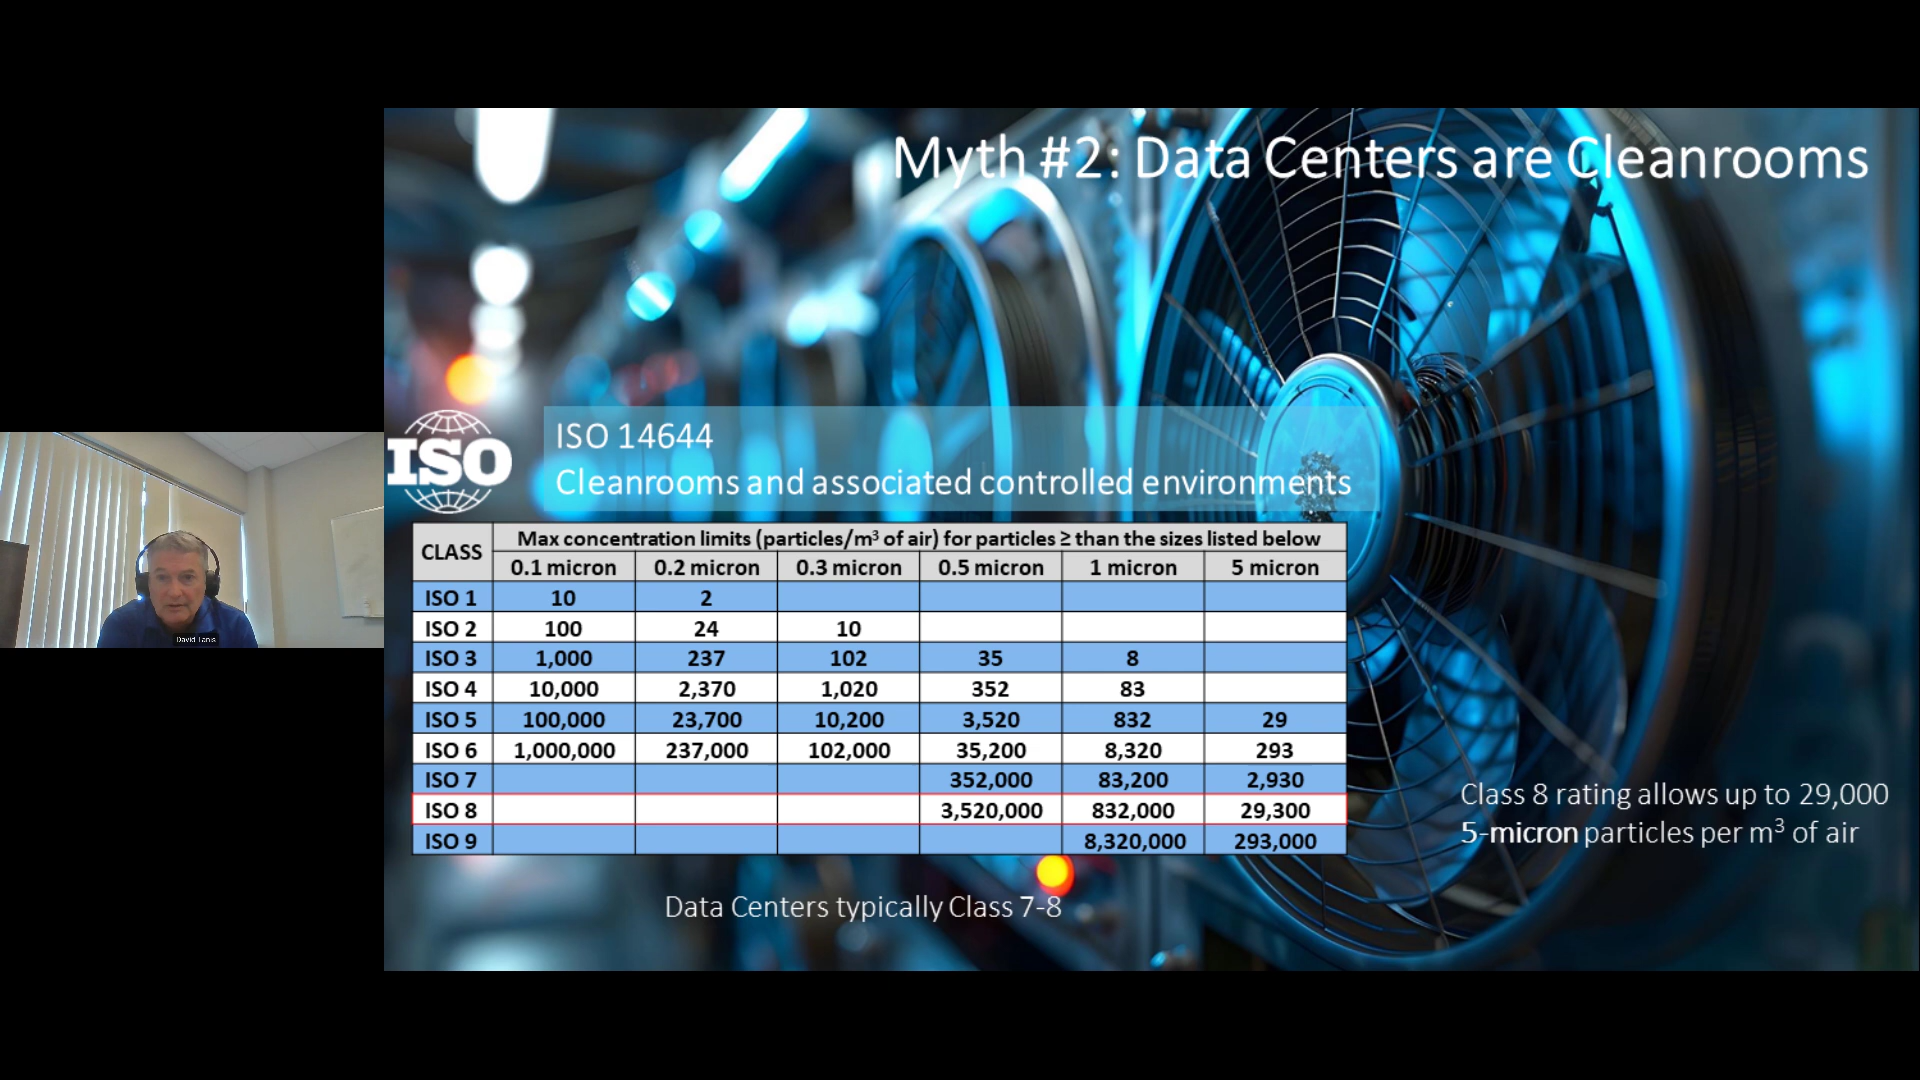 Myth #2: Data Centers are Cleanrooms
ISO
ISO 14644
Cleanrooms and associated controlled environments
CLASS Max concentration limits (particles/m³ of air) for particles ≥ than the sizes listed below
0.1 micron 0.2 micron 0.3 micron 0.5 micron 1 micron 5 micron
ISO 1 10 2
ISO 2 100 24 10
ISO 3 1,000 237 102 35 8
ISO 4 10,000 2,370 1,020 352 83
ISO 5 100,000 23,700 10,200 3,520 832 29
ISO 6 1,000,000 237,000 102,000 35,200 8,320 293
ISO 7 352,000 83,200 2,930
ISO 8 3,520,000 832,000 29,300
ISO 9 8,320,000 293,000
Class 8 rating allows up to 29,000
5-micron particles per m³ of air
Data Centers typically Class 7-8
David Tanis